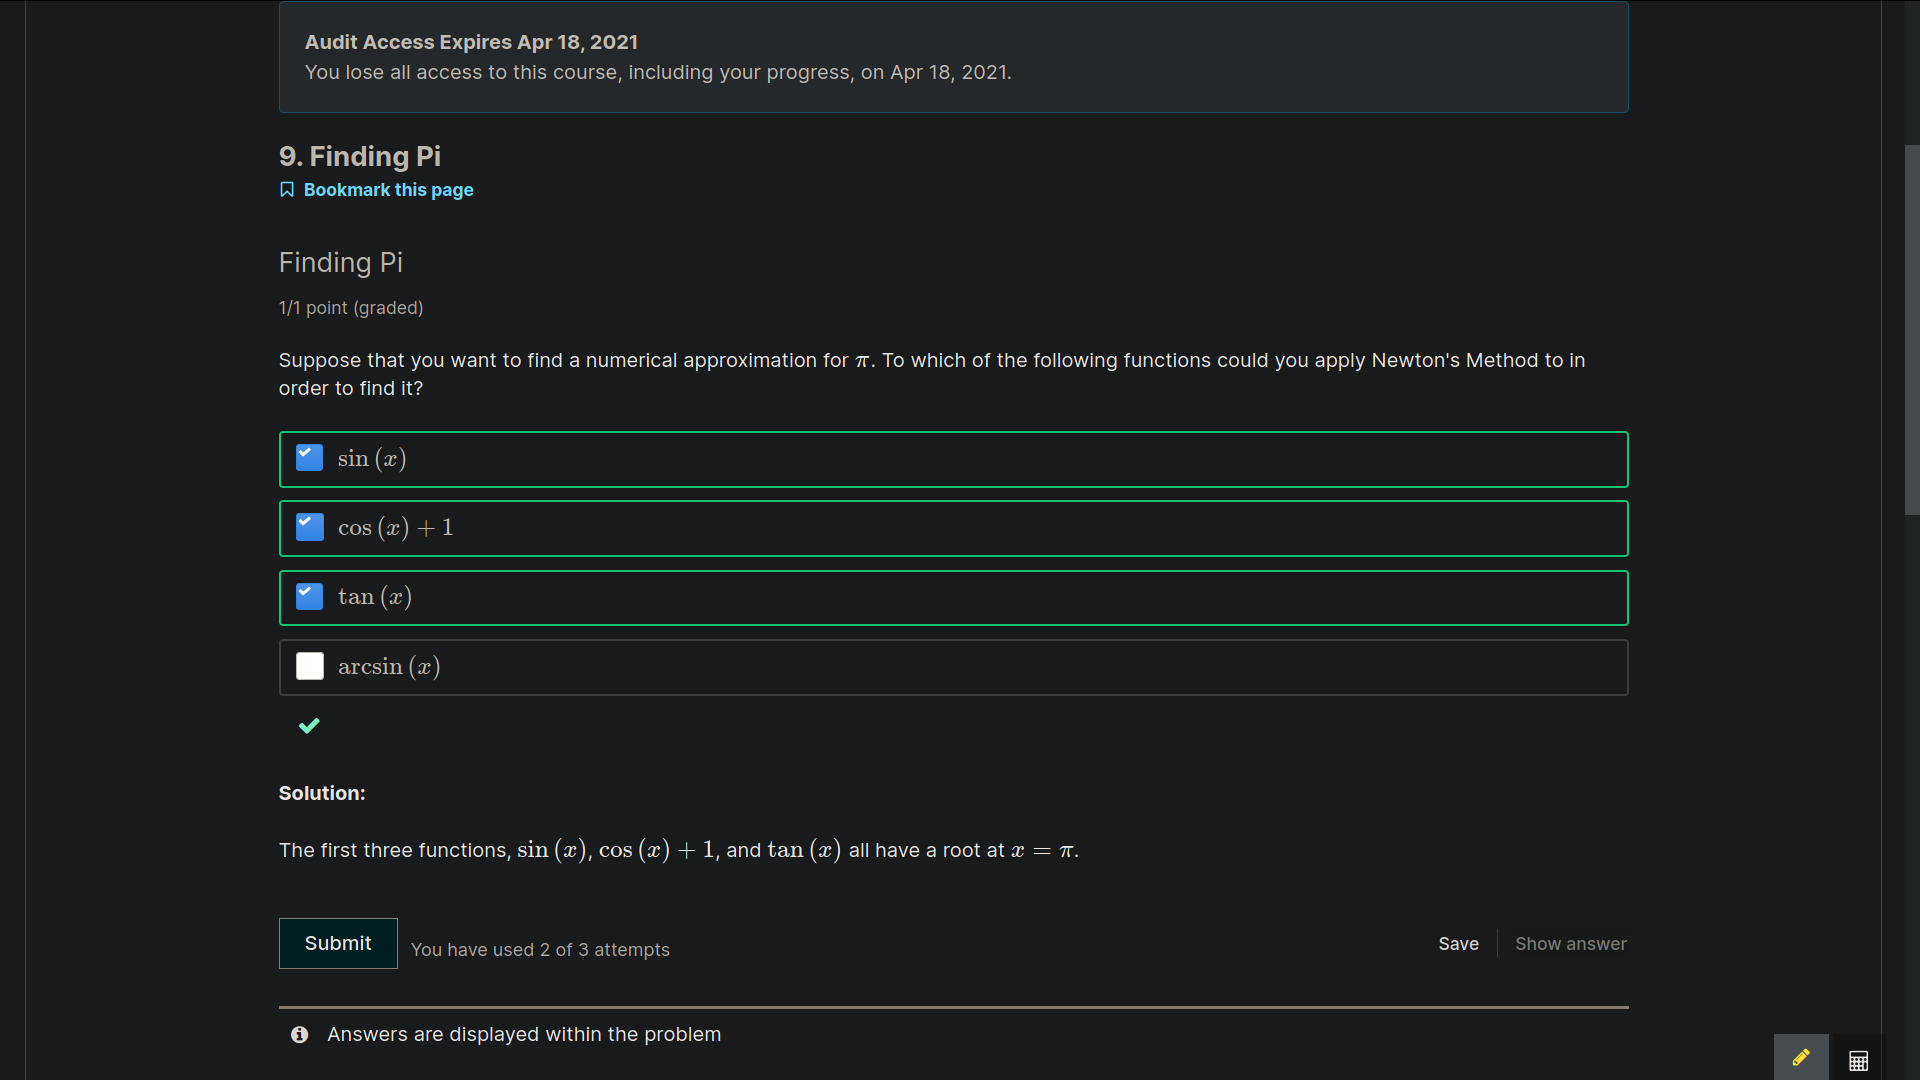 Audit Access Expires Apr 18, 2021
You lose all access to this course, including your progress, on Apr 18, 2021.
9. Finding Pi
Bookmark this page
Finding Pi
1/1 point (graded)
Suppose that you want to find a numerical approximation for π. To which of the following functions could you apply Newton's Method to in
order to find it?
sin (x)
cos (x) + 1
tan (x)
arcsin (x)
Solution:
The first three functions, sin (x), cos (x) + 1, and tan (x) all have a root at x = π.
Submit
You have used 2 of 3 attempts
Save
Show answer
Answers are displayed within the problem